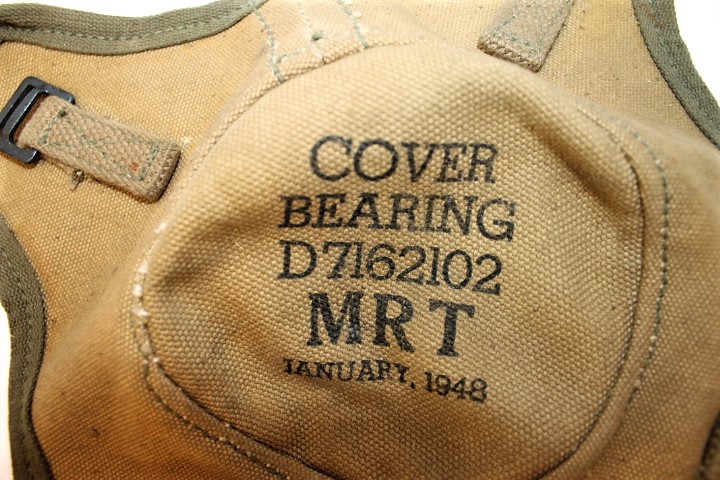 COVER
BEARING
D7162102
MRT
JANUARY, 1948